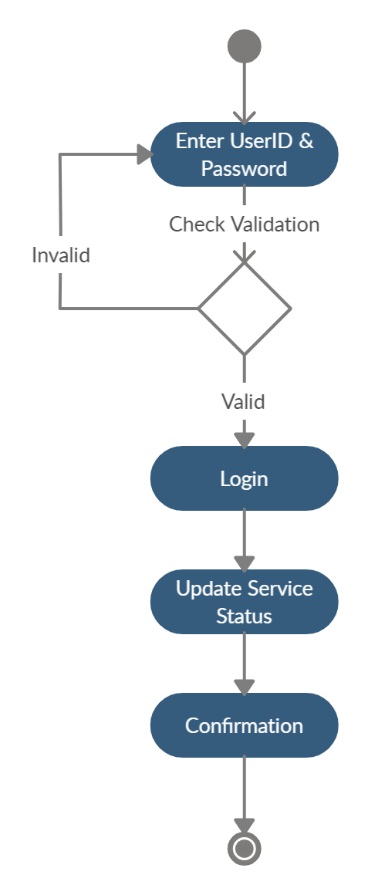 Enter UserID &
Password
Check Validation
Invalid
Valid
Login
Update Service
Status
Confirmation